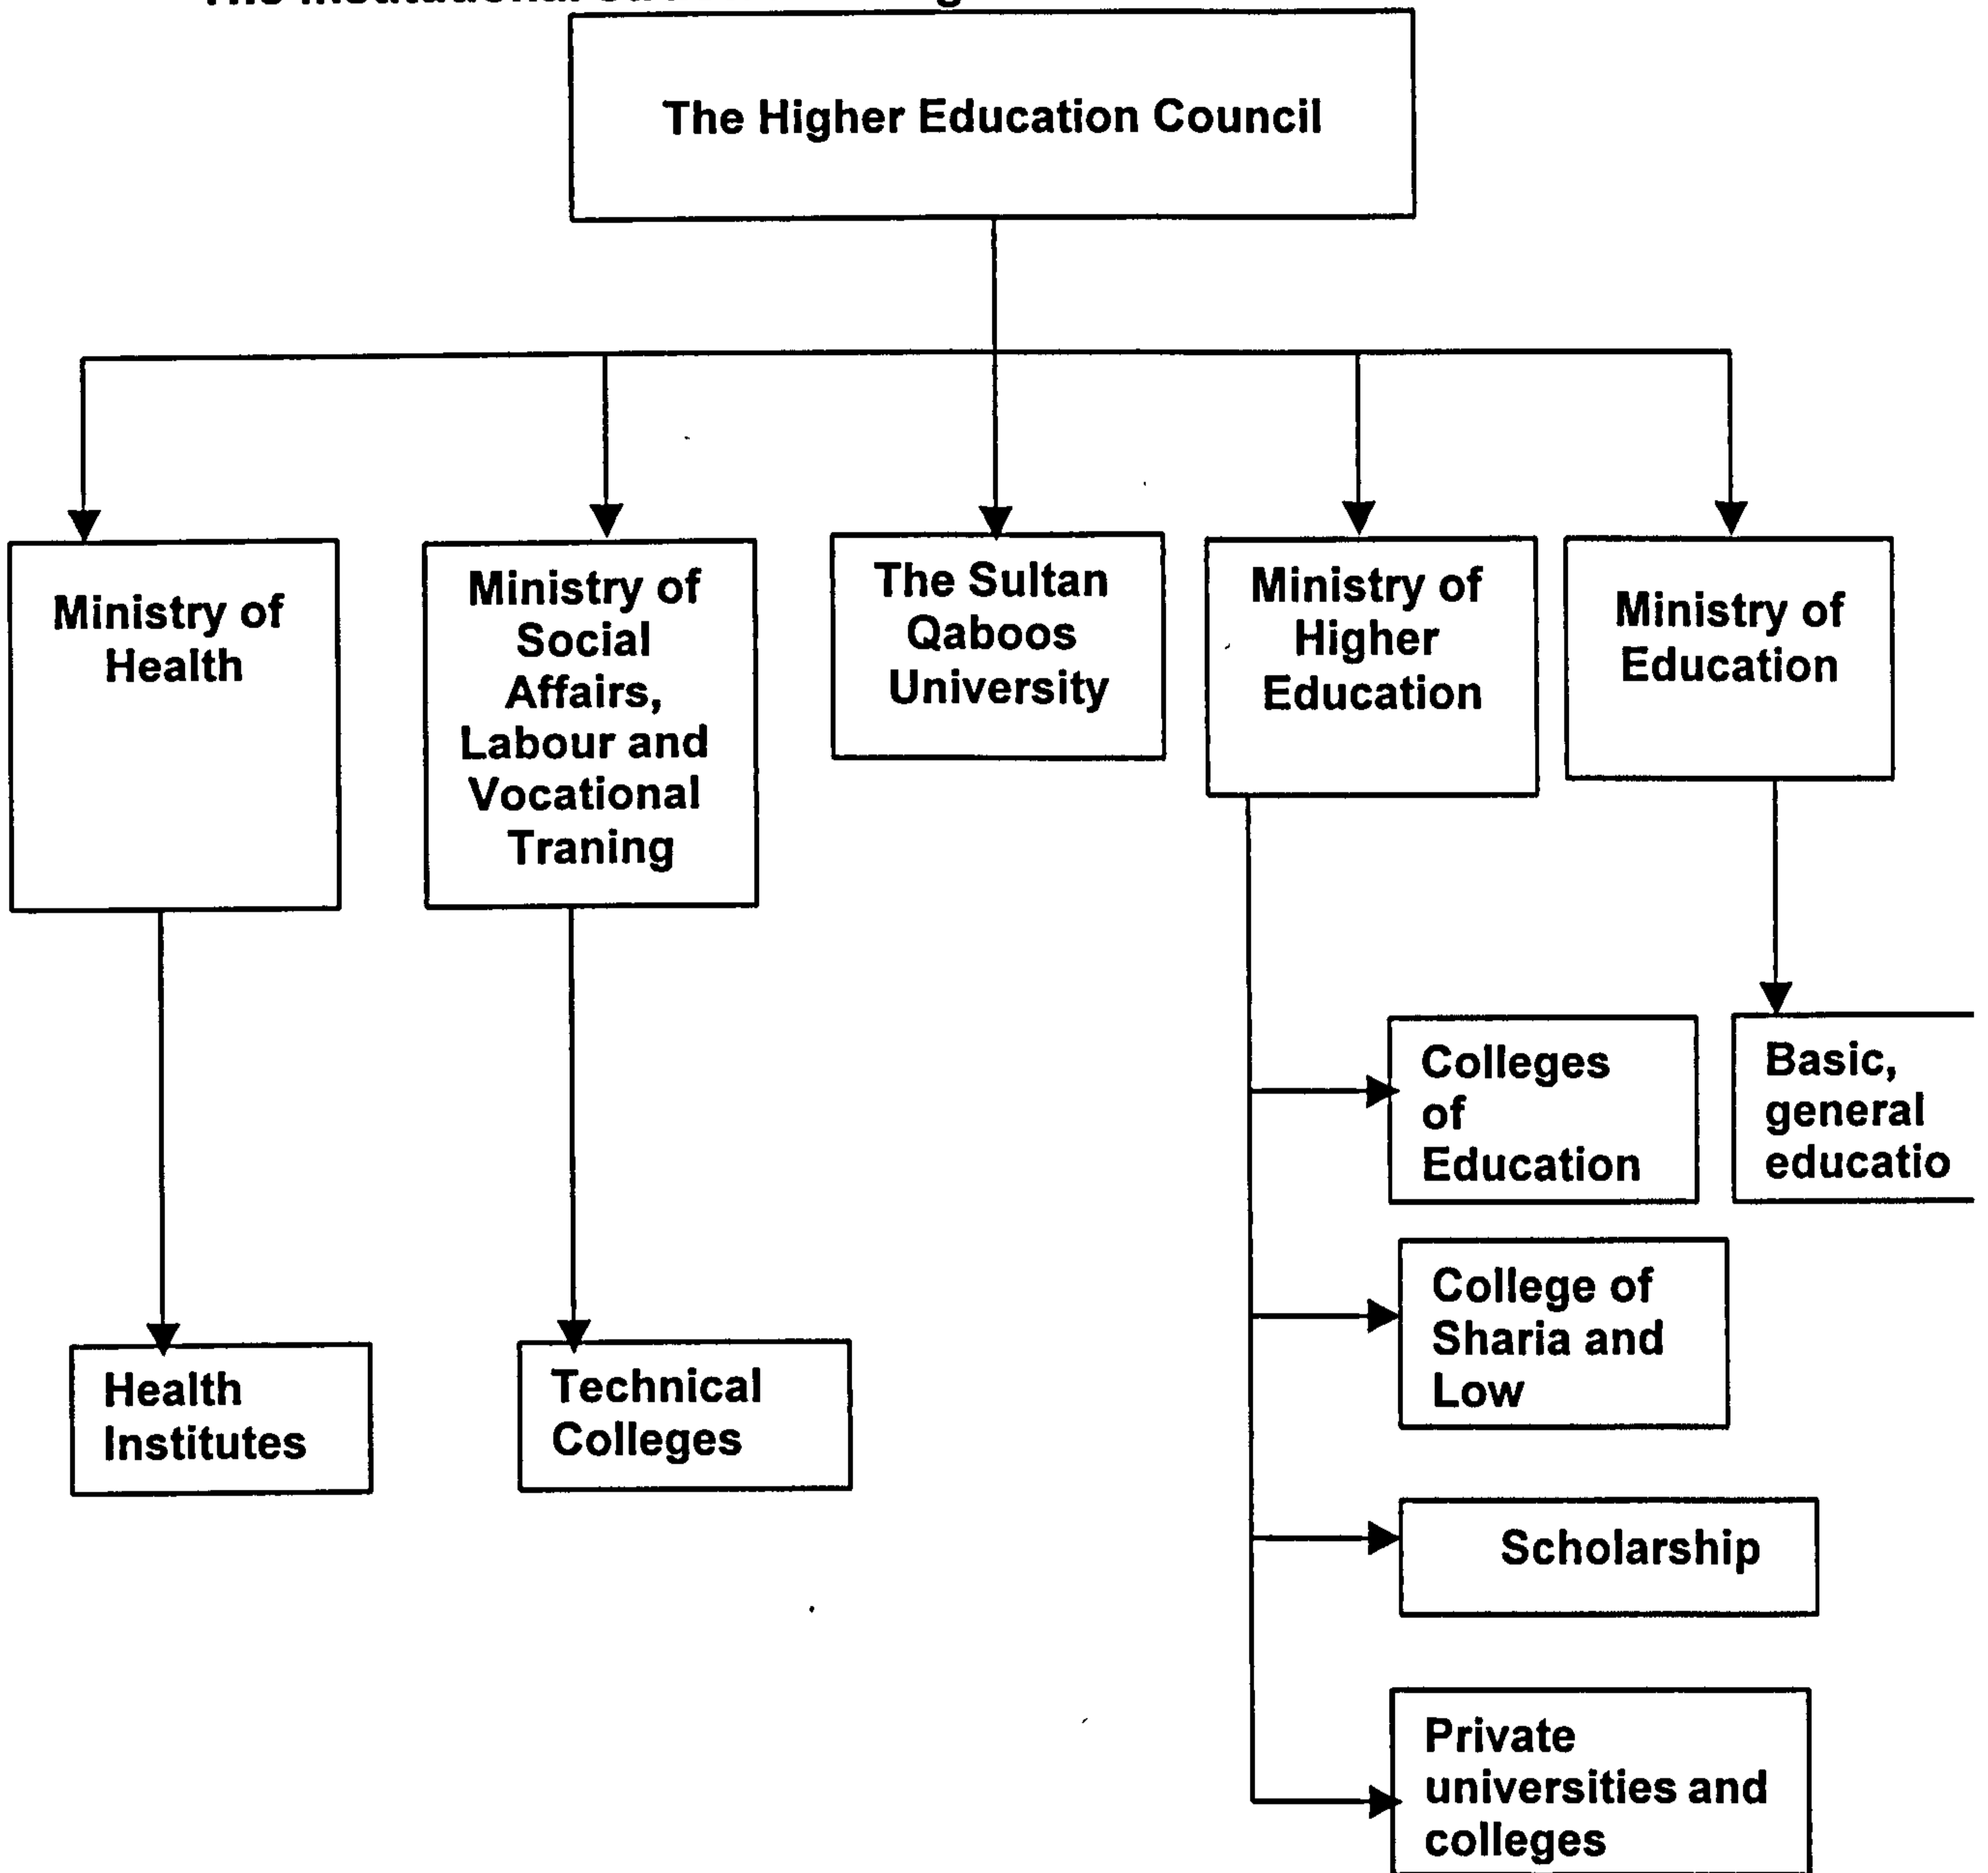 The
The Higher Education Council
Ministry of
Health
Ministry of
Social
Affairs,
Labour and
Vocational
Traning
The Sultan
Qaboos
University
Ministry of
Higher
Education
Ministry of
Education
Colleges
of
Education
Basic,
general
educatio
College of
Sharia and
Low
Health
Institutes
Technical
Colleges
Scholarship
Private
universities and
colleges